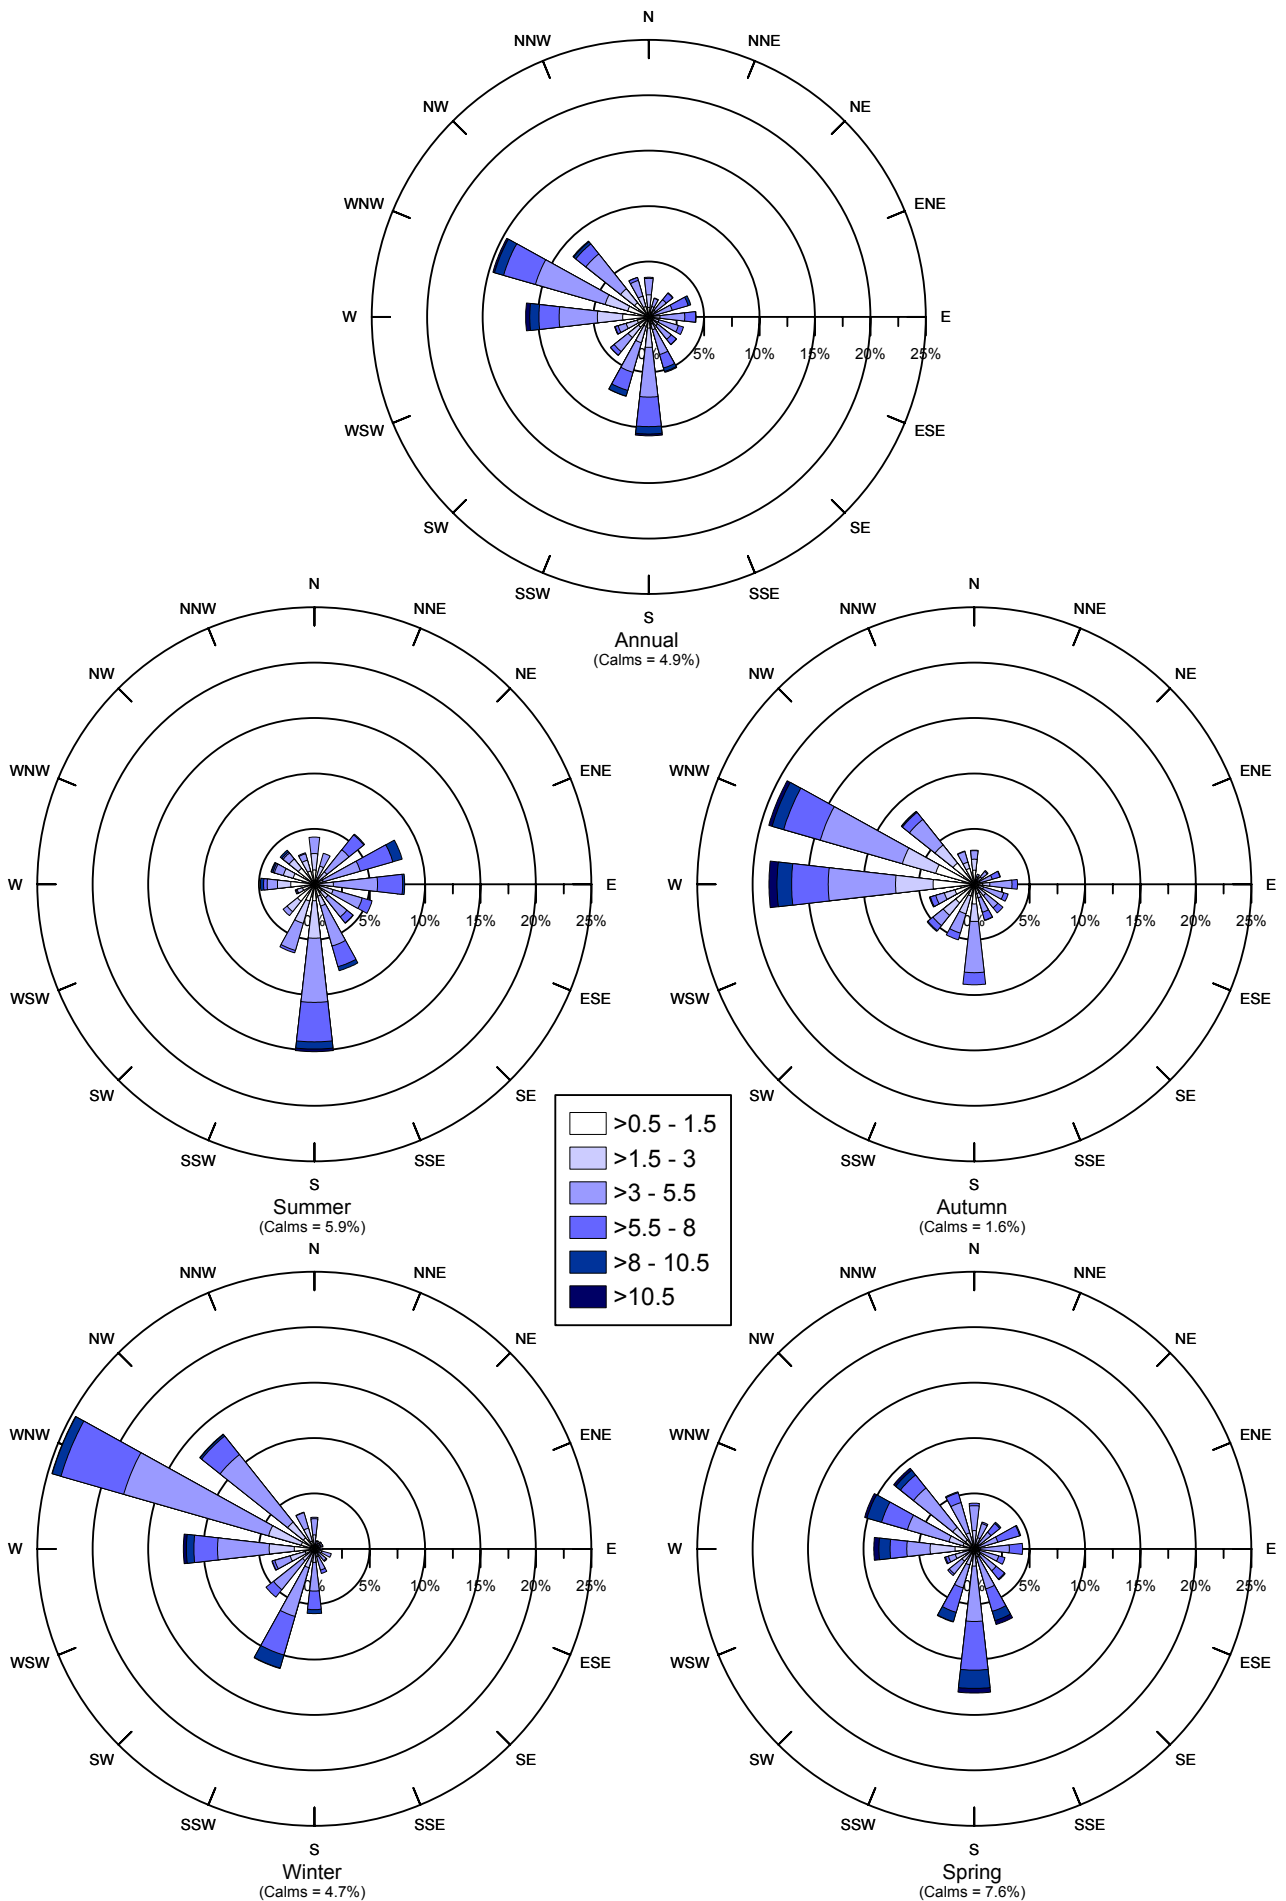 N
NNW NNE
NW NE
WNW ENE
W E
0% 5% 10% 15% 20% 25%
WSW ESE
SW SE
SSW SSE
S
Annual
(Calms = 4.9%)
N
NNW NNE
NW NE
WNW ENE
W E
0% 5% 10% 15% 20% 25%
WSW ESE
SW SE
SSW SSE
S
Summer
(Calms = 5.9%)
N
NNW NNE
NW NE
WNW ENE
W E
0% 5% 10% 15% 20% 25%
WSW ESE
SW SE
SSW SSE
S
Autumn
(Calms = 1.6%)
>0.5 - 1.5
>1.5 - 3
>3 - 5.5
>5.5 - 8
>8 - 10.5
>10.5
N
NNW NNE
NW NE
WNW ENE
W E
0% 5% 10% 15% 20% 25%
WSW ESE
SW SE
SSW SSE
S
Winter
(Calms = 4.7%)
N
NNW NNE
NW NE
WNW ENE
W E
0% 5% 10% 15% 20% 25%
WSW ESE
SW SE
SSW SSE
S
Spring
(Calms = 7.6%)